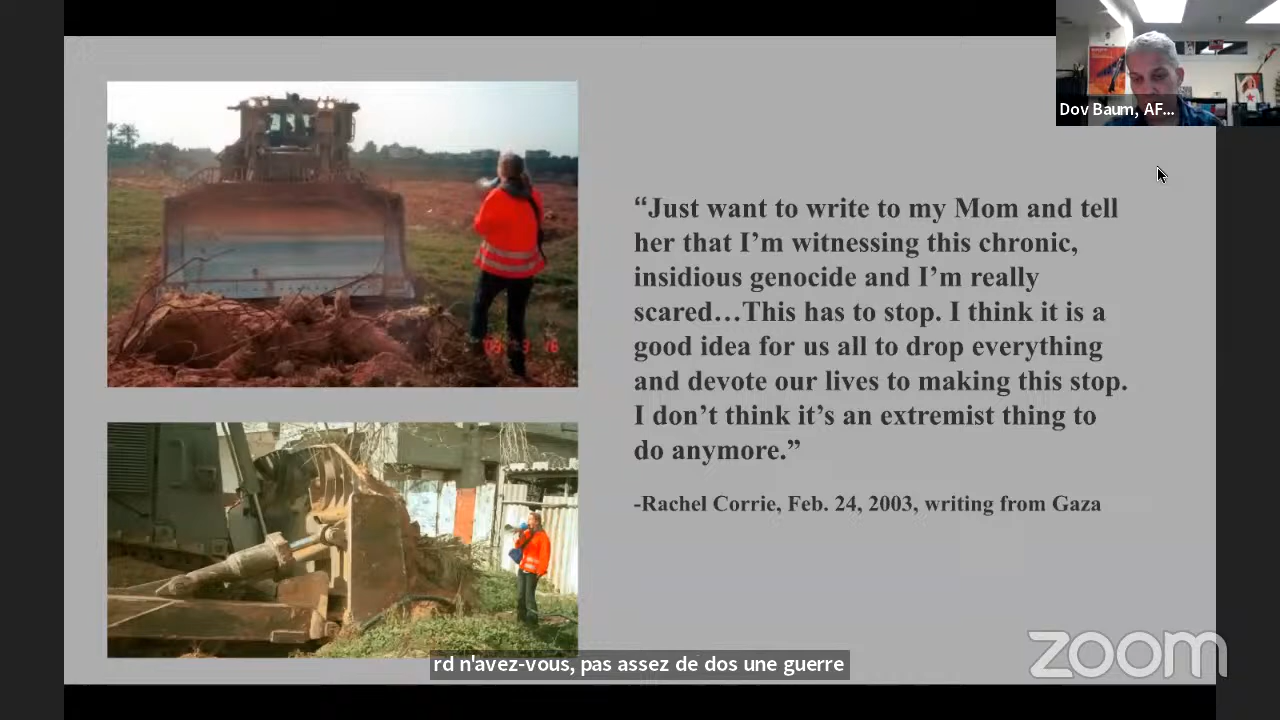 Dov Baum, AF...
“Just want to write to my Mom and tell
her that I’m witnessing this chronic,
insidious genocide and I’m really
scared…This has to stop. I think it is a
good idea for us all to drop everything
and devote our lives to making this stop.
I don’t think it’s an extremist thing to
do anymore.”
-Rachel Corrie, Feb. 24, 2003, writing from Gaza
rd n'avez-vous, pas assez de dos une guerre
zoom